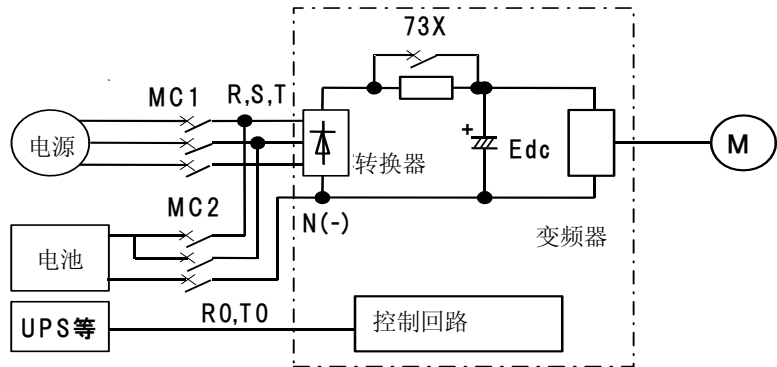 73X
MC1
R,S,T
电源
转换器
+
Edc
M
MC2
N(-)
变频器
电池
UPS等
R0,T0
控制回路